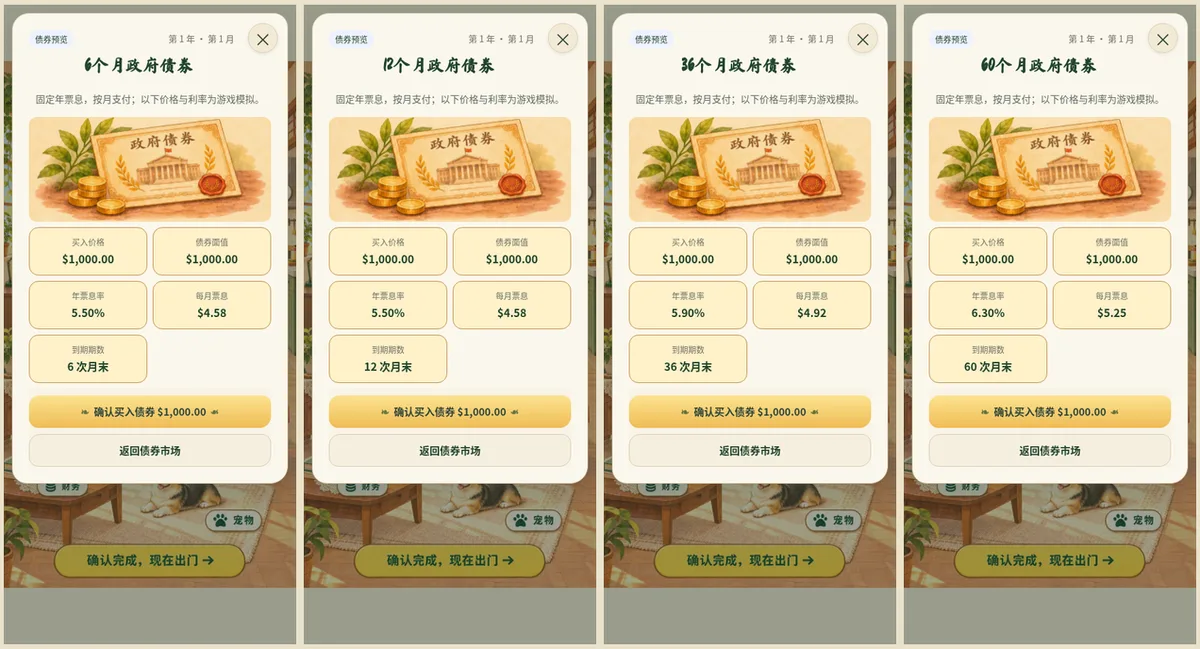 债券预览
第 1 年 · 第 1 月
6个月政府债券
固定年票息，按月支付；以下价格与利率为游戏模拟。
政府债券
买入价格
$1,000.00
债券面值
$1,000.00
年票息率
5.50%
每月票息
$4.58
到期期数
6 次月末
确认买入债券 $1,000.00
返回债券市场
财务
宠物
确认完成，现在出门 →
债券预览
第 1 年 · 第 1 月
12个月政府债券
固定年票息，按月支付；以下价格与利率为游戏模拟。
政府债券
买入价格
$1,000.00
债券面值
$1,000.00
年票息率
5.50%
每月票息
$4.58
到期期数
12 次月末
确认买入债券 $1,000.00
返回债券市场
财务
宠物
确认完成，现在出门 →
债券预览
第 1 年 · 第 1 月
36个月政府债券
固定年票息，按月支付；以下价格与利率为游戏模拟。
政府债券
买入价格
$1,000.00
债券面值
$1,000.00
年票息率
5.90%
每月票息
$4.92
到期期数
36 次月末
确认买入债券 $1,000.00
返回债券市场
财务
宠物
确认完成，现在出门 →
债券预览
第 1 年 · 第 1 月
60个月政府债券
固定年票息，按月支付；以下价格与利率为游戏模拟。
政府债券
买入价格
$1,000.00
债券面值
$1,000.00
年票息率
6.30%
每月票息
$5.25
到期期数
60 次月末
确认买入债券 $1,000.00
返回债券市场
财务
宠物
确认完成，现在出门 →